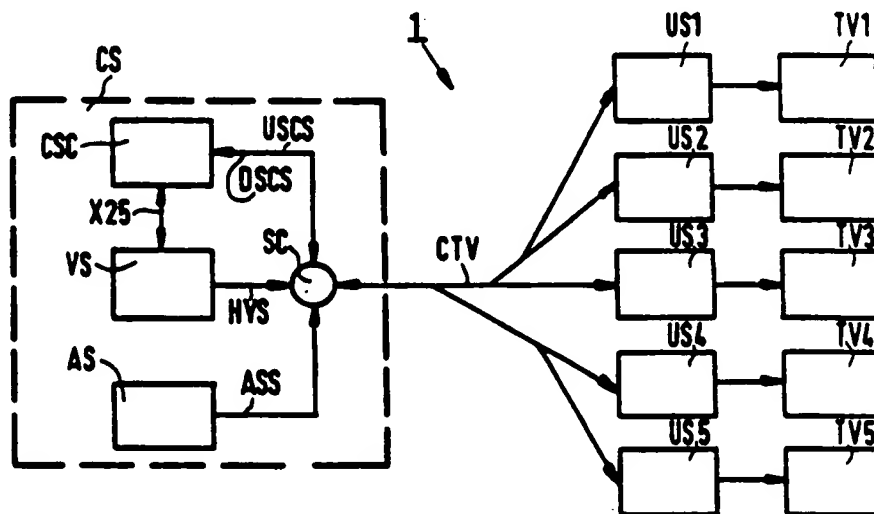 1
CS
CSC
USCS
DSCS
X25
VS
SC
HVS
AS
ASS
CTV
US1
TV1
US2
TV2
US3
TV3
US4
TV4
US5
TV5